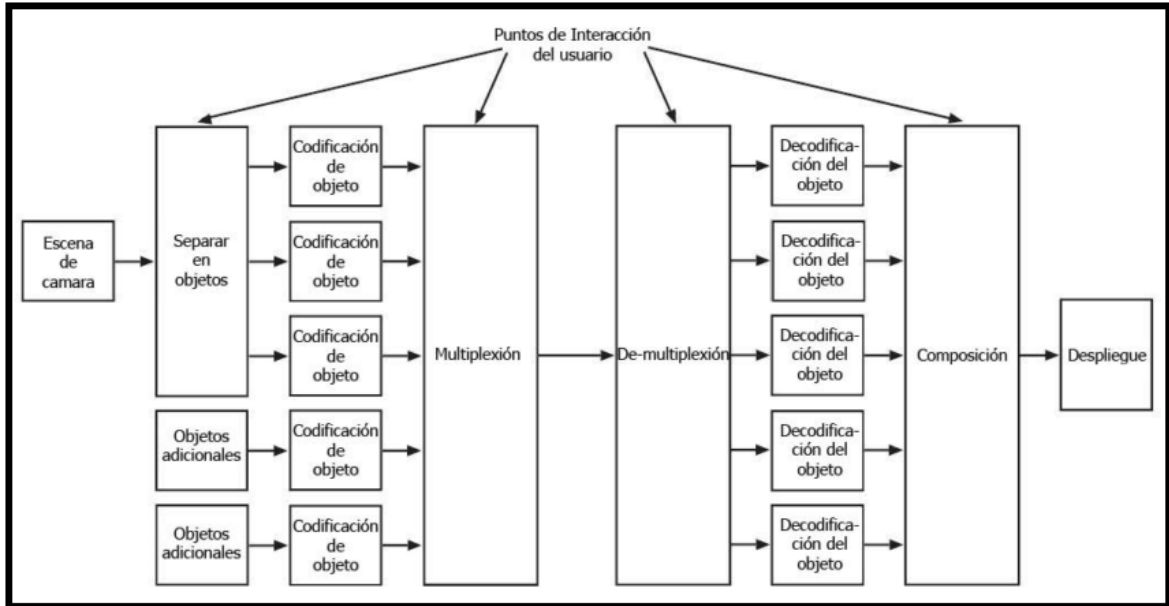 Puntos de Interacción
del usuario
Escena
de
camara
Separar
en
objetos
Objetos
adicionales
Objetos
adicionales
Codificación
de
objeto
Codificación
de
objeto
Codificación
de
objeto
Codificación
de
objeto
Codificación
de
objeto
Multiplexión
De-multiplexión
Decodifica-
ción del
objeto
Decodifica-
ción del
objeto
Decodifica-
ción del
objeto
Decodifica-
ción del
objeto
Decodifica-
ción del
objeto
Composición
Despliegue